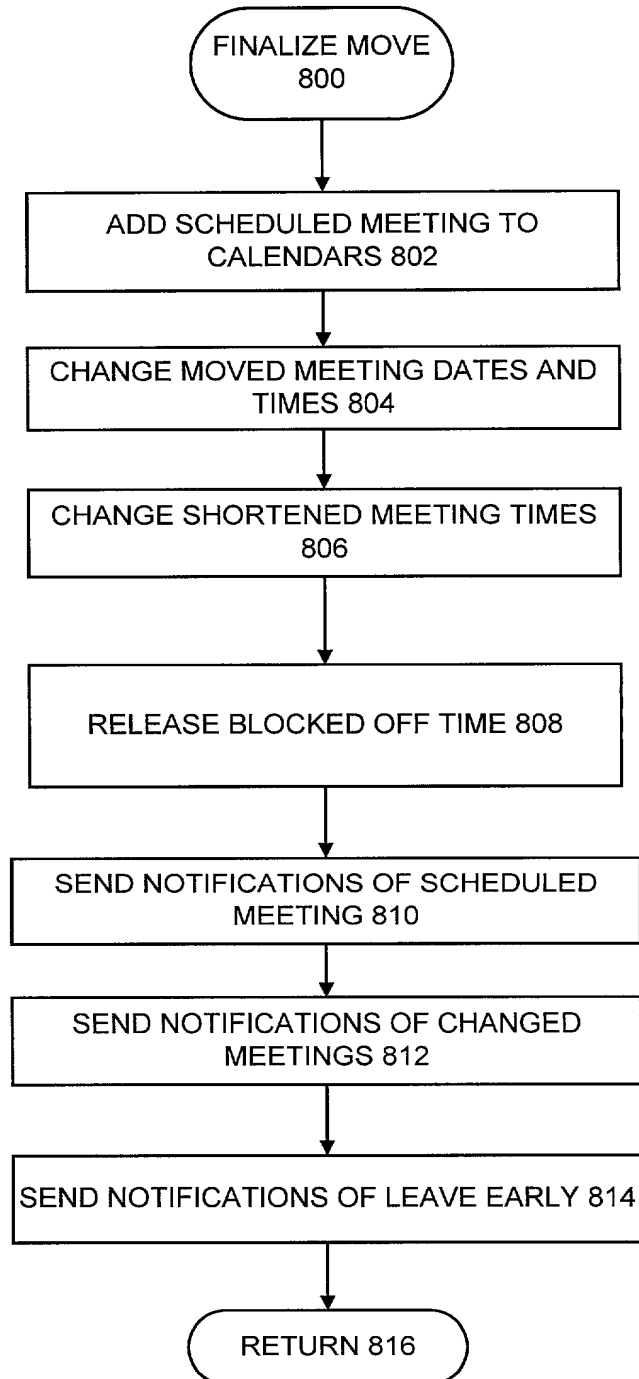 FINALIZE MOVE
800
ADD SCHEDULED MEETING TO
CALENDARS 802
CHANGE MOVED MEETING DATES AND
TIMES 804
CHANGE SHORTENED MEETING TIMES
806
RELEASE BLOCKED OFF TIME 808
SEND NOTIFICATIONS OF SCHEDULED
MEETING 810
SEND NOTIFICATIONS OF CHANGED
MEETINGS 812
SEND NOTIFICATIONS OF LEAVE EARLY 814
RETURN 816